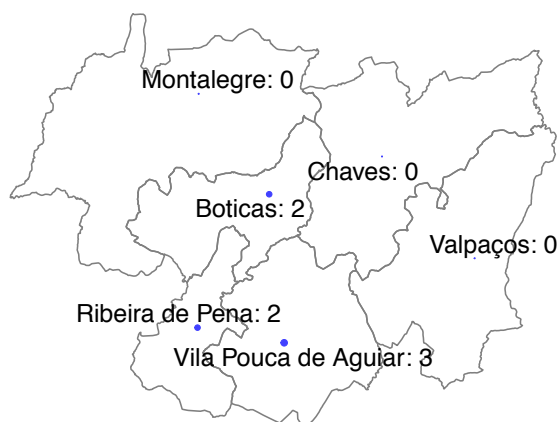 Montalegre: 0
Chaves: 0
Boticas: 2
Valpaços: 0
Ribeira de Pena: 2
Vila Pouca de Aguiar: 3